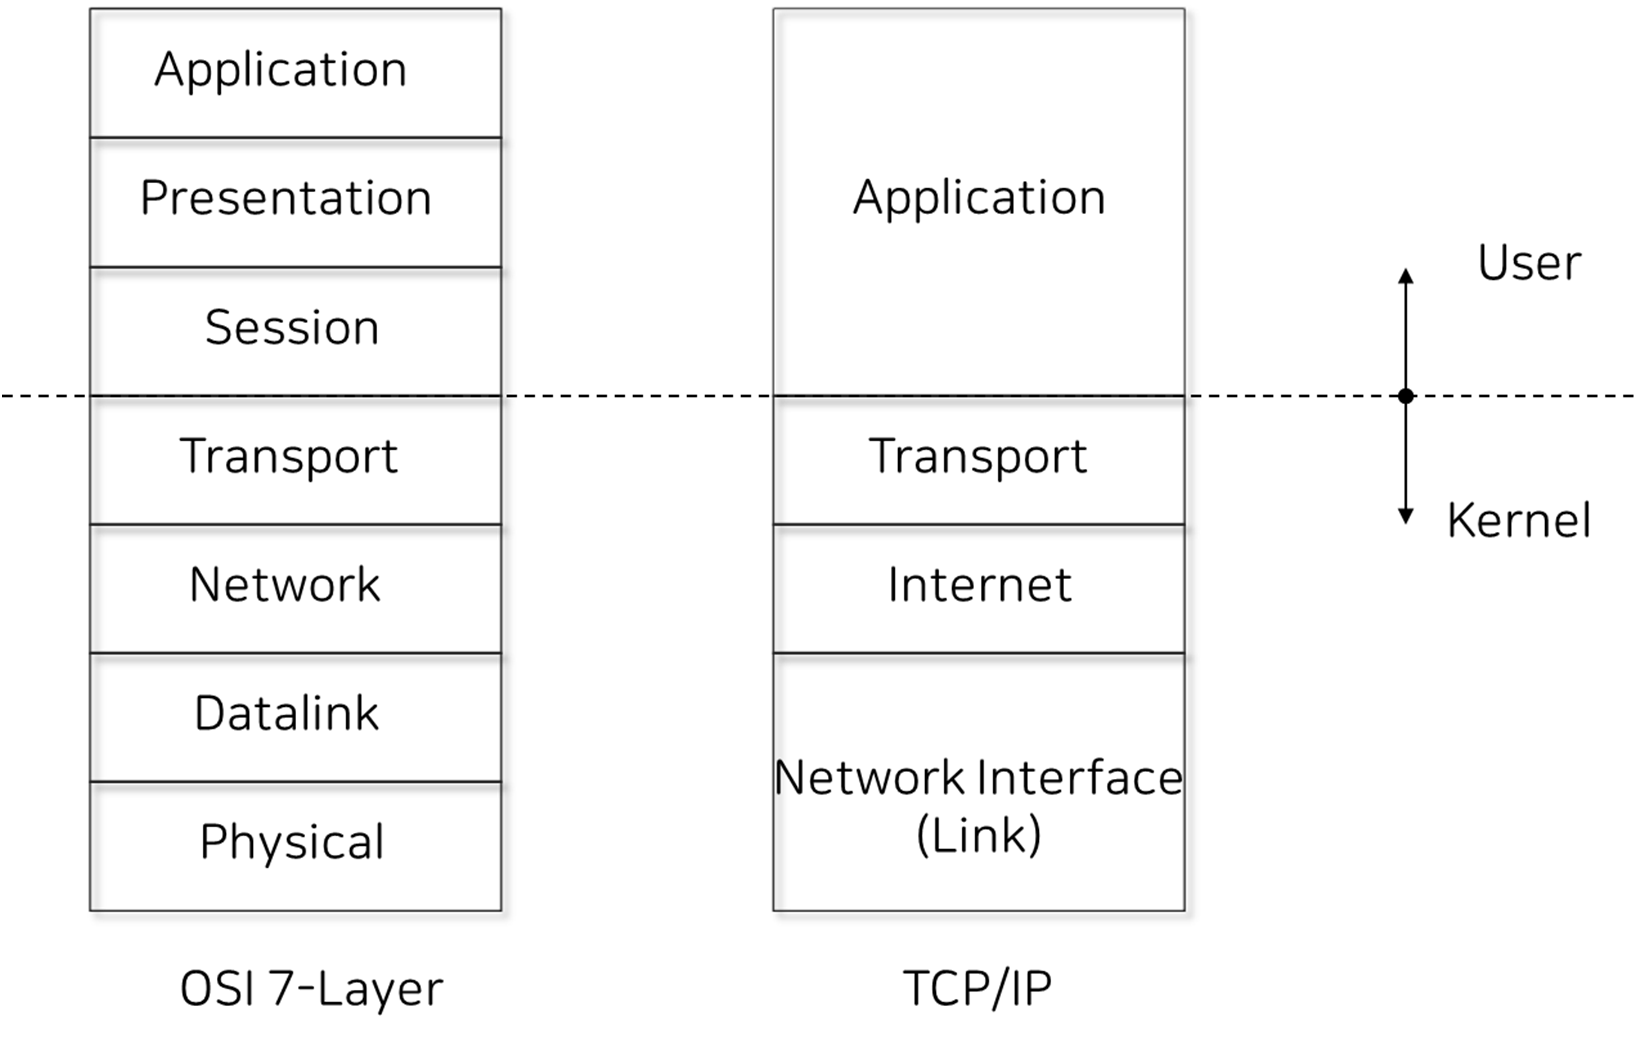 Application
Presentation
Session
Transport
Network
Datalink
Physical
OSI 7-Layer
Application
Transport
Internet
Network Interface
(Link)
TCP/IP
User
Kernel